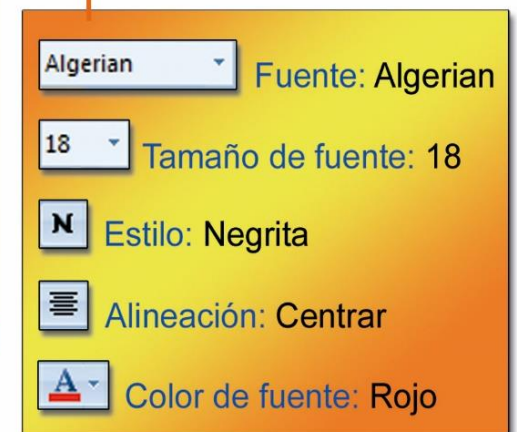 Algerian Fuente: Algerian
18 Tamaño de fuente: 18
N Estilo: Negrita
Alineación: Centrar
A Color de fuente: Rojo